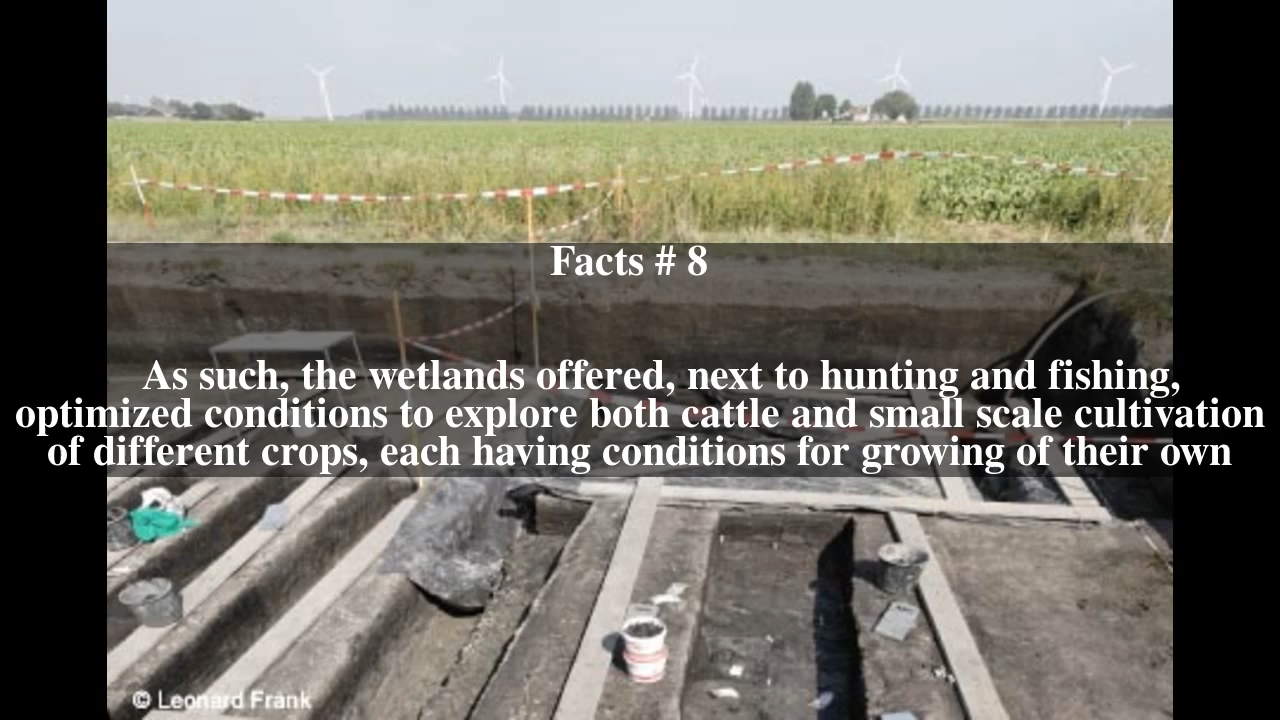 Facts # 8
As such, the wetlands offered, next to hunting and fishing,
optimized conditions to explore both cattle and small scale cultivation
of different crops, each having conditions for growing of their own
© Leonard Frank